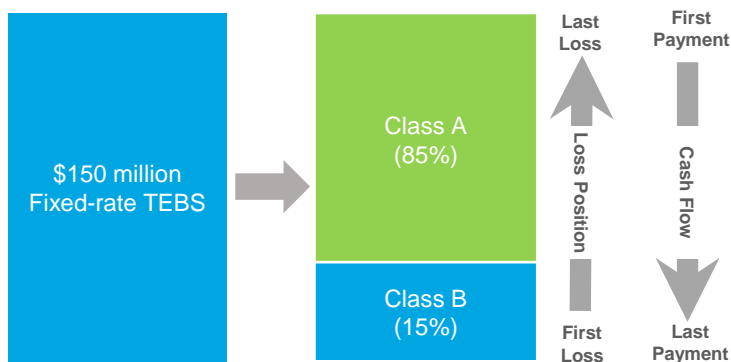 $150 million
Fixed-rate TEBS
Class A
(85%)
Class B
(15%)
Last
Loss
Loss Position
First
Loss
First
Payment
Cash Flow
Last
Payment